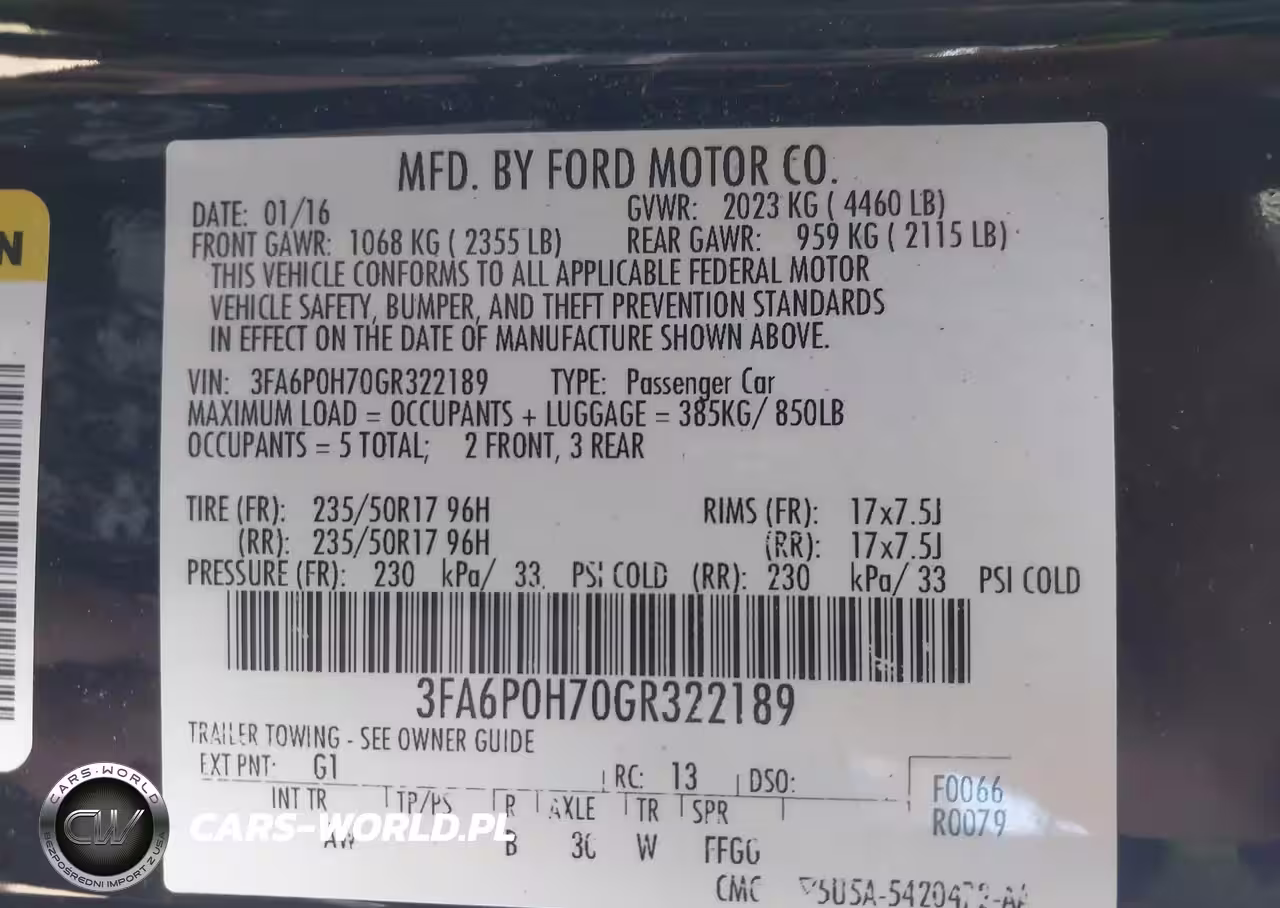 MFD. BY FORD MOTOR CO.
DATE: 01/16 GVWR: 2023 KG ( 4460 LB)
FRONT GAWR: 1068 KG ( 2355 LB) REAR GAWR: 959 KG ( 2115 LB)
THIS VEHICLE CONFORMS TO ALL APPLICABLE FEDERAL MOTOR
VEHICLE SAFETY, BUMPER, AND THEFT PREVENTION STANDARDS
IN EFFECT ON THE DATE OF MANUFACTURE SHOWN ABOVE.
VIN: 3FA6P0H70GR322189 TYPE: Passenger Car
MAXIMUM LOAD = OCCUPANTS + LUGGAGE = 385KG/ 850LB
OCCUPANTS = 5 TOTAL; 2 FRONT, 3 REAR
TIRE (FR): 235/50R17 96H RIMS (FR): 17x7.5J
(RR): 235/50R17 96H (RR): 17x7.5J
PRESSURE (FR): 230 kPa/ 33 PSI COLD (RR): 230 kPa/ 33 PSI COLD
3FA6P0H70GR322189
TRAILER TOWING - SEE OWNER GUIDE
EXT PNT: G1 RC: 13 DSO:
F0066
R0079
INT TR TP/PS R AXLE TR SPR
B W
CMC
N
CARS-WORLD
CW
BEZPOŚREDNI IMPORT Z USA
CARS-WORLD.PL